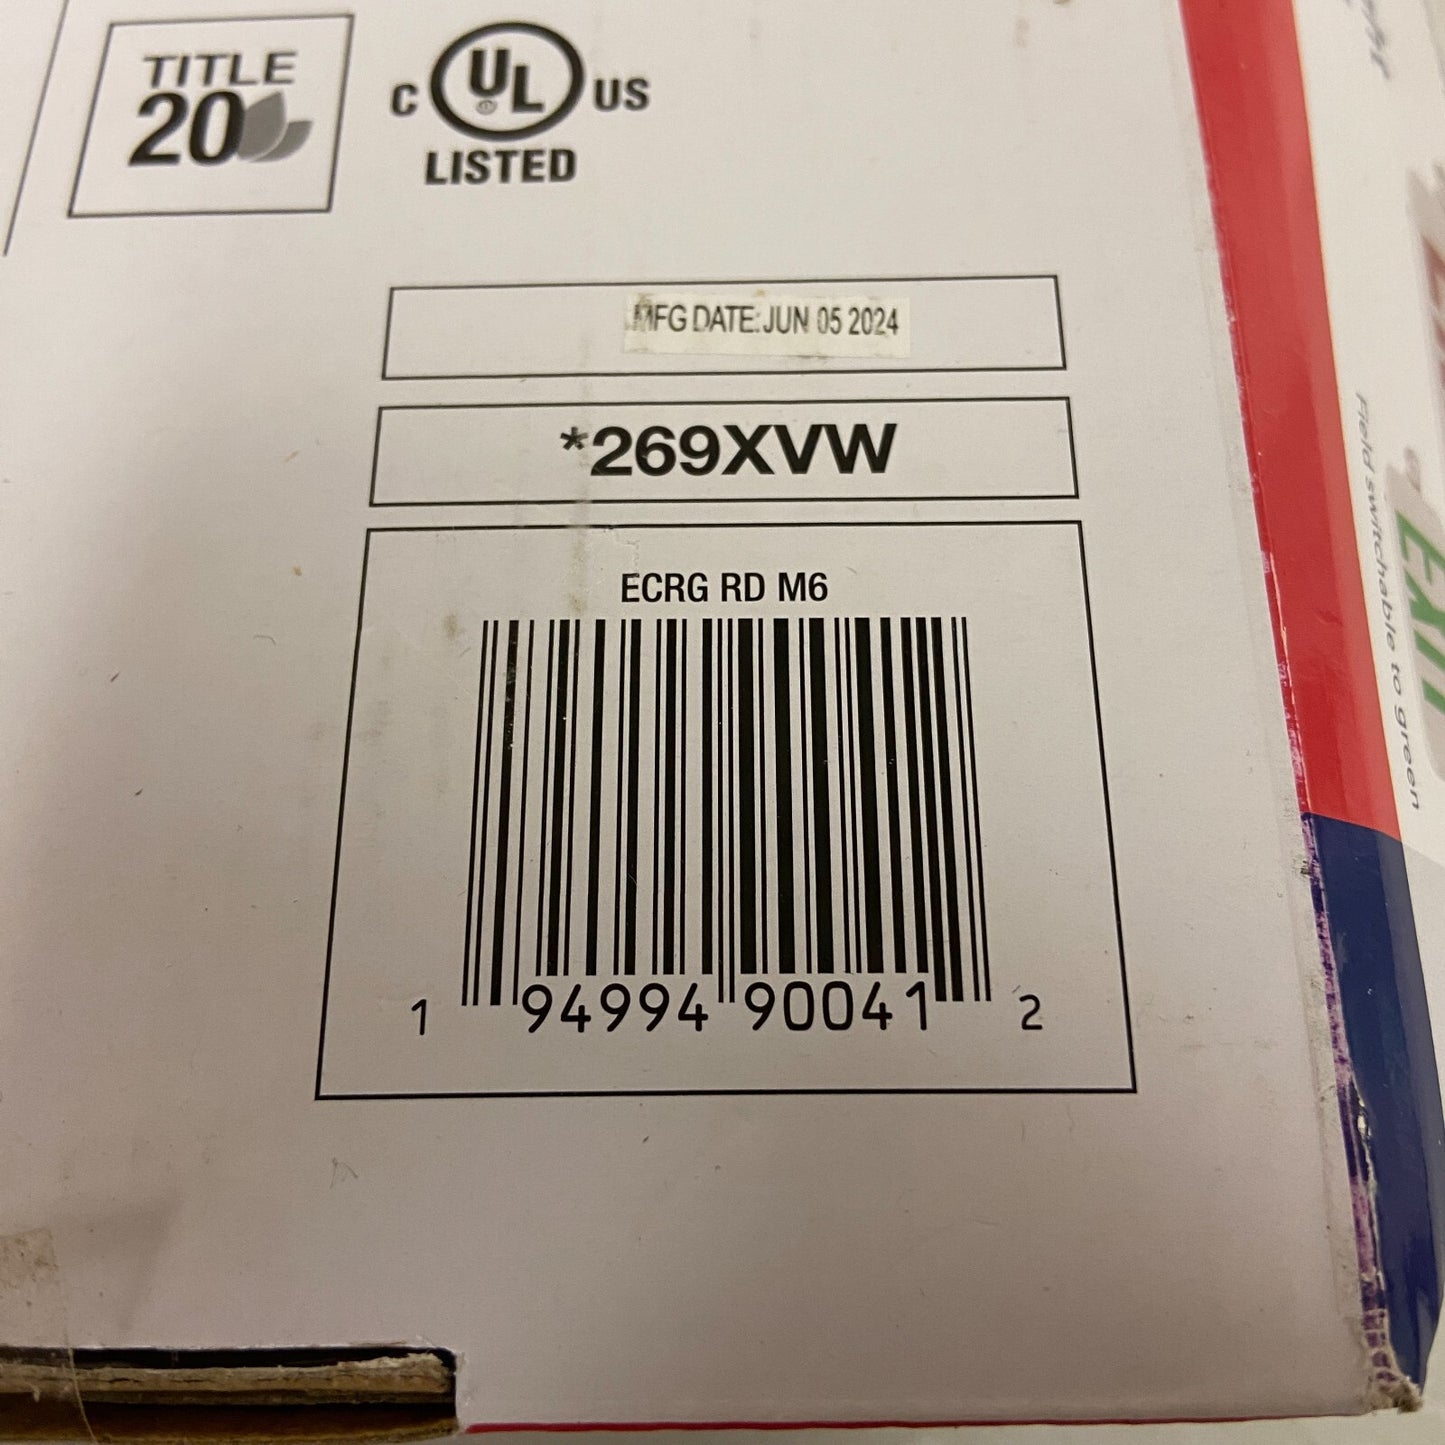 TITLE
20
C UL US
LISTED
MFG DATE: JUN 05 2024
*269XVW
ECRG RD M6
1 94994 90041 2
Field switchable to green
EXIT